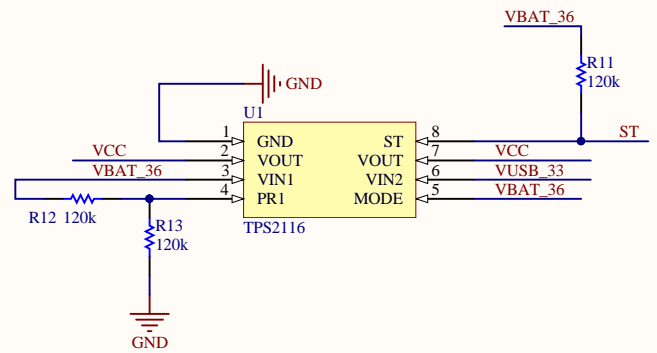 VBAT_36
R11
120k
GND
U1
1 GND ST 8 ST
VCC 2 VOUT VOUT 7 VCC
VBAT_36 3 VIN1 VIN2 6 VUSB_33
4 PR1 MODE 5 VBAT_36
R12 120k
R13
120k
TPS2116
GND